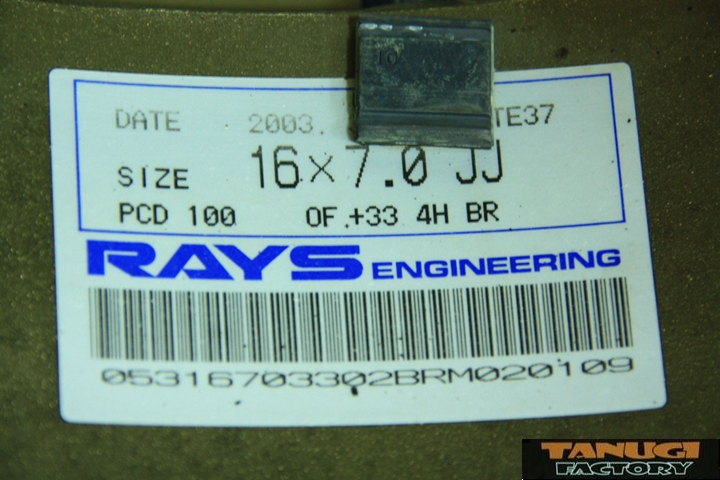 10
DATE 2003. TE37
SIZE 16×7.0 JJ
PCD 100 OF.+33 4H BR
RAYS ENGINEERING
05316703302BRM020109
TANUGI
FACTORY